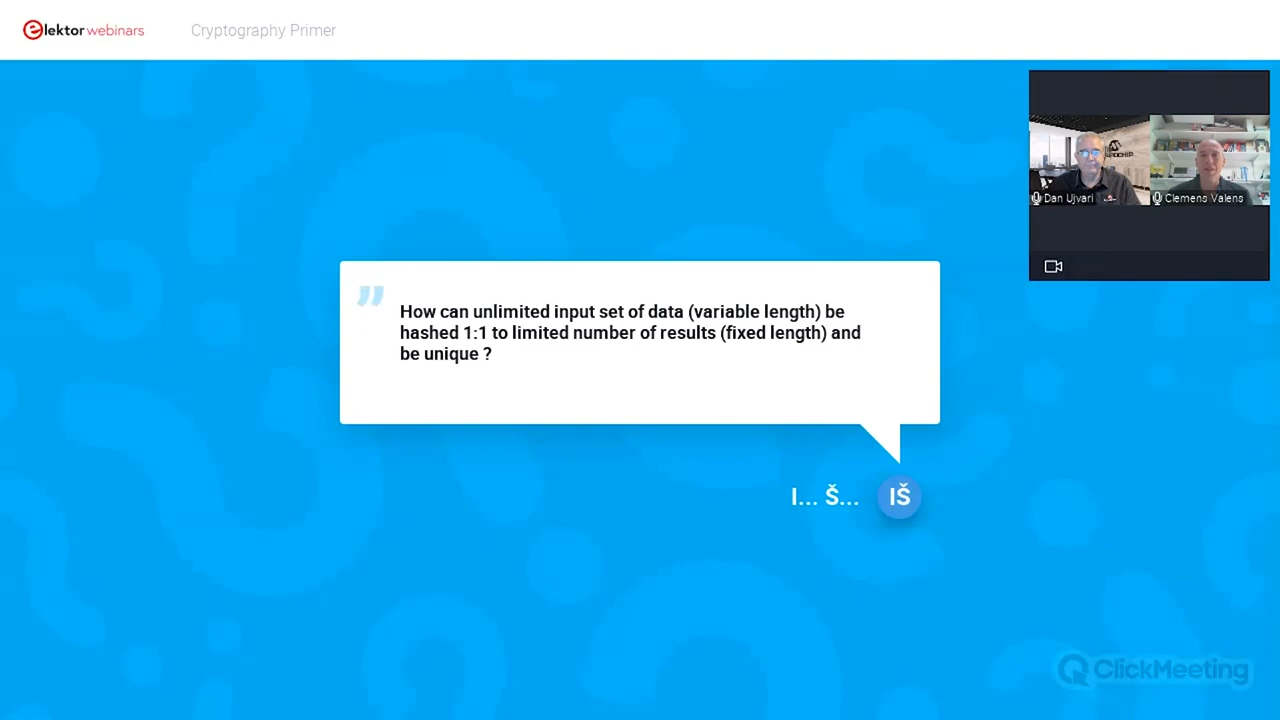 elektor webinars
Cryptography Primer
MICROCHIP
Dan Ujvari
Clemens Valens
”
How can unlimited input set of data (variable length) be
hashed 1:1 to limited number of results (fixed length) and
be unique ?
I... Š...
IŠ
ClickMeeting